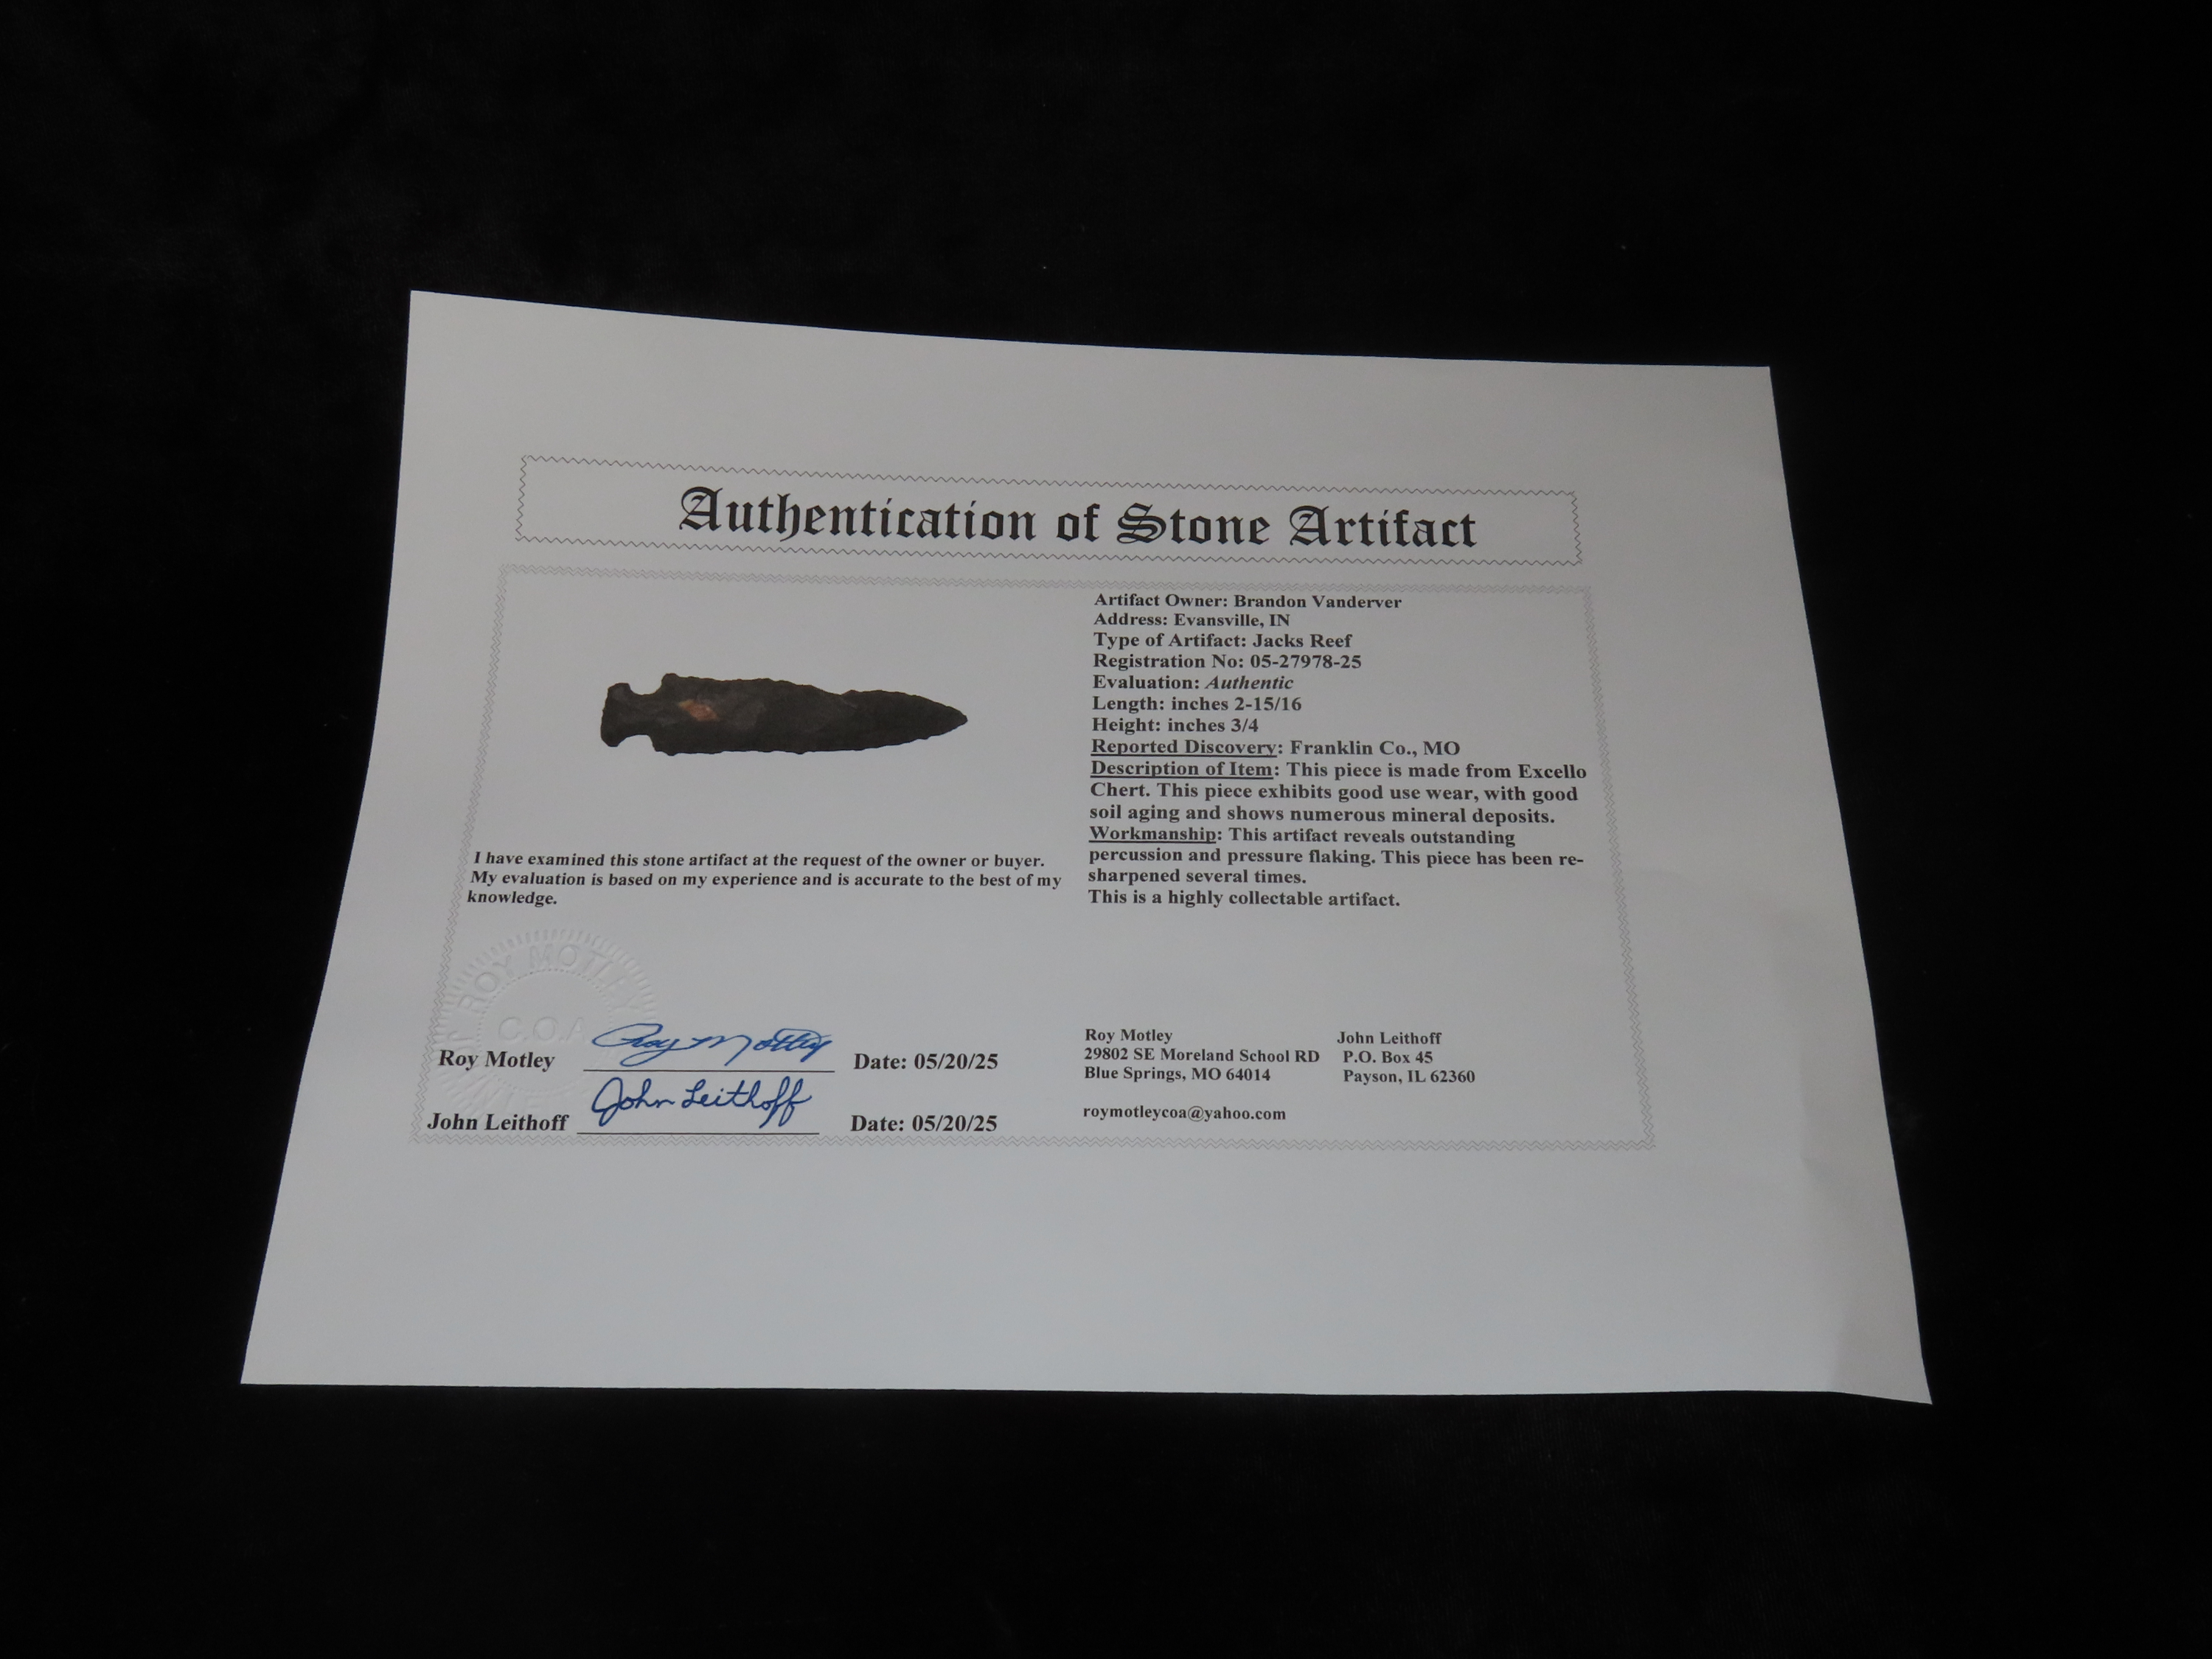 Authentication of Stone Artifact
Artifact Owner: Brandon Vanderver
Address: Evansville, IN
Type of Artifact: Jacks Reef
Registration No: 05-27978-25
Evaluation: Authentic
Length: inches 2-15/16
Height: inches 3/4
Reported Discovery: Franklin Co., MO
Description of Item: This piece is made from Excello
Chert. This piece exhibits good use wear, with good
soil aging and shows numerous mineral deposits.
Workmanship: This artifact reveals outstanding
percussion and pressure flaking. This piece has been re-
sharpened several times.
This is a highly collectable artifact.
I have examined this stone artifact at the request of the owner or buyer.
My evaluation is based on my experience and is accurate to the best of my
knowledge.
ROY MOTLEY
C.O.A
Roy Motley Roy Motley Date: 05/20/25
John Leithoff John Leithoff Date: 05/20/25
Roy Motley
29802 SE Moreland School RD
Blue Springs, MO 64014
roymotleycoa@yahoo.com
John Leithoff
P.O. Box 45
Payson, IL 62360